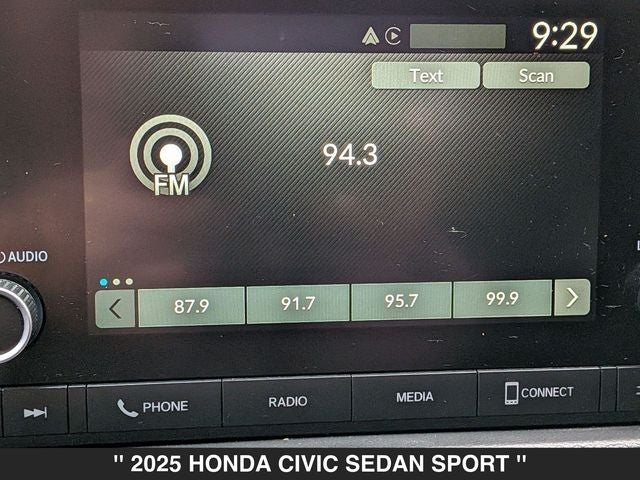 9:29
Text Scan
94.3
FM
AUDIO
87.9 91.7 95.7 99.9
PHONE RADIO MEDIA CONNECT
" 2025 HONDA CIVIC SEDAN SPORT "